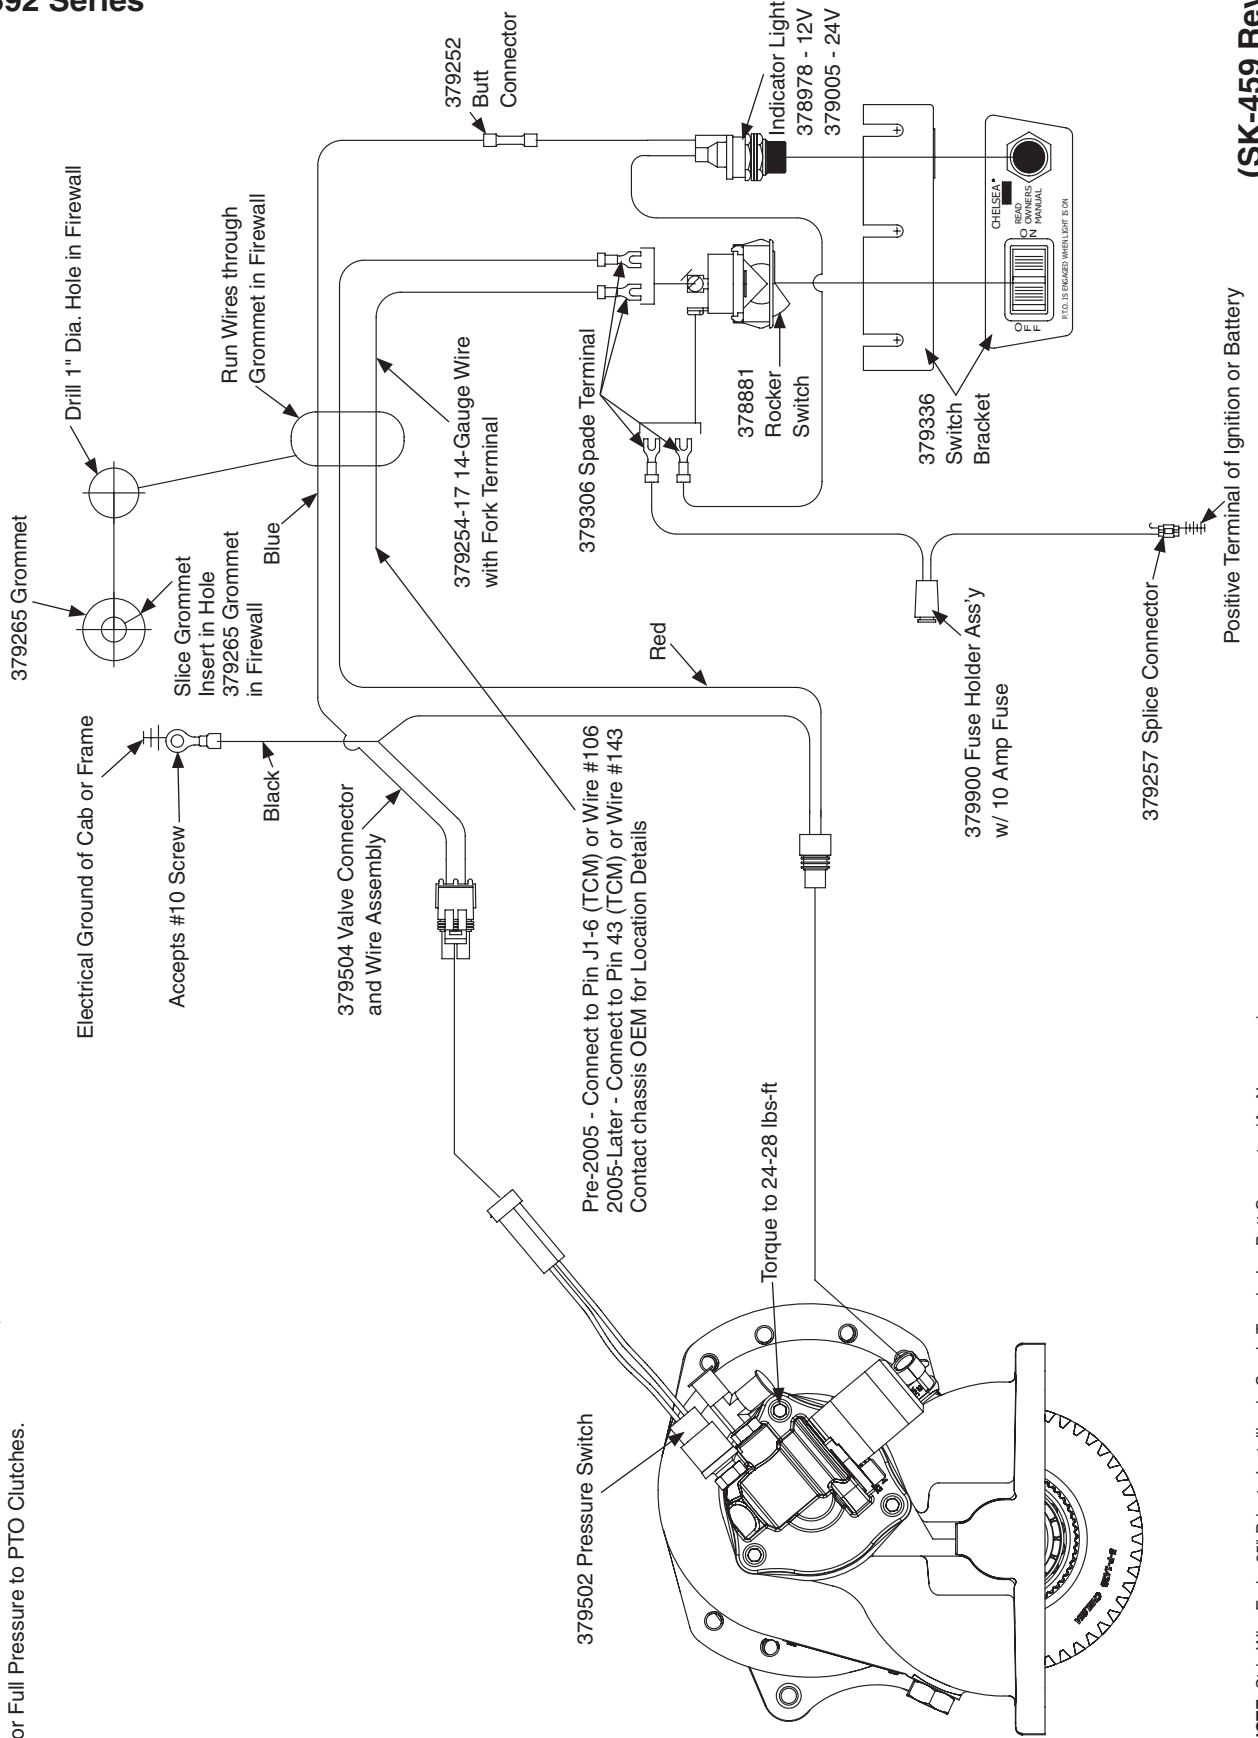 892 Series
or Full Pressure to PTO Clutches.
379265 Grommet
Drill 1" Dia. Hole in Firewall
Run Wires through
Grommet in Firewall
379252
Butt
Connector
Electrical Ground of Cab or Frame
Slice Grommet
Insert in Hole
379265 Grommet
in Firewall
Blue
Accepts #10 Screw
Black
379504 Valve Connector
and Wire Assembly
379254-17 14-Gauge Wire
with Fork Terminal
379306 Spade Terminal
Indicator Light
378978 - 12V
379005 - 24V
378881
Rocker
Switch
379336
Switch
Bracket
CHELSEA
READ
OWNERS
MANUAL
ON
OFF
P.T.O. IS ENGAGED WHEN LIGHT IS ON
Red
Pre-2005 - Connect to Pin J1-6 (TCM) or Wire #106
2005-Later - Connect to Pin 43 (TCM) or Wire #143
Contact chassis OEM for Location Details
379900 Fuse Holder Ass'y
w/ 10 Amp Fuse
379257 Splice Connector
Positive Terminal of Ignition or Battery
Torque to 24-28 lbs-ft
379502 Pressure Switch
CHELSEA
(SK-459 Rev